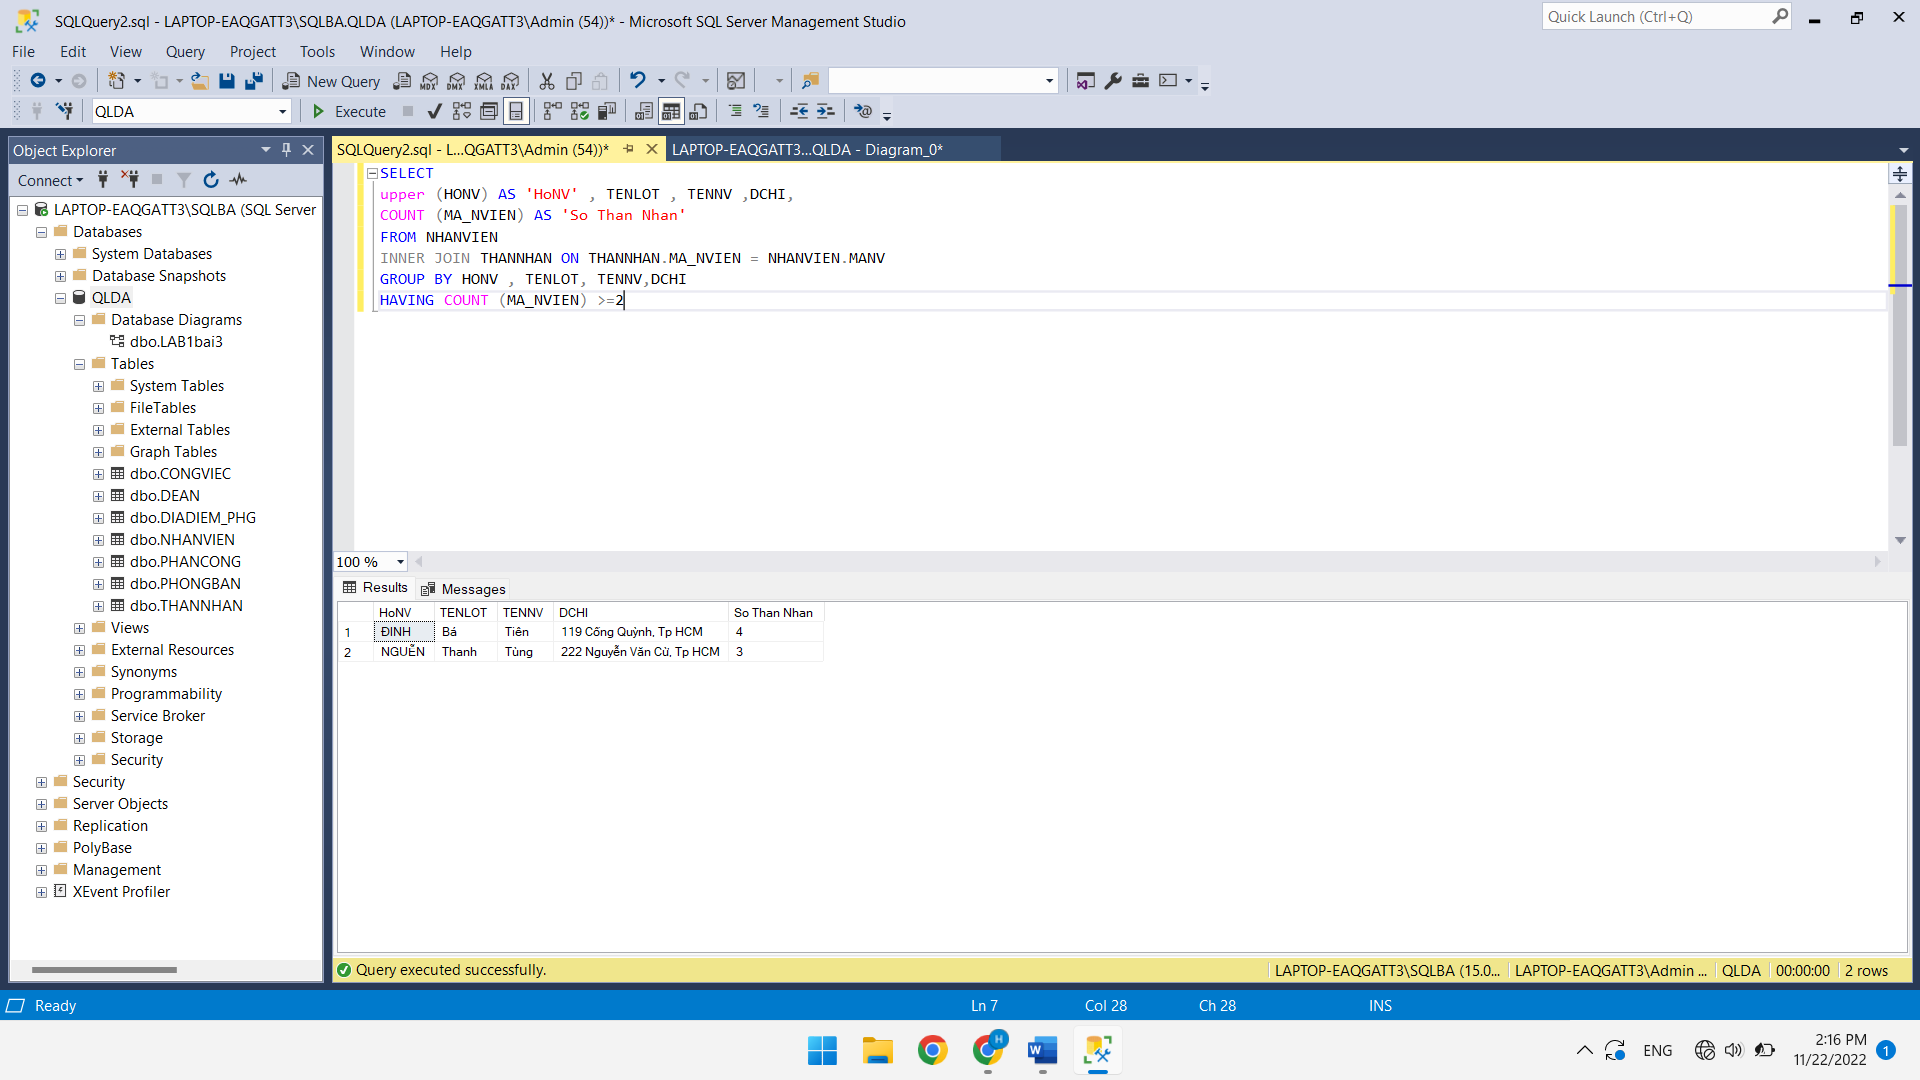 SQLQuery2.sql - LAPTOP-EAQGATT3\SQLBA.QLDA (LAPTOP-EAQGATT3\Admin (54))* - Microsoft SQL Server Management Studio
Quick Launch (Ctrl+Q)
File Edit View Query Project Tools Window Help
New Query MDX DMX XMLA DAX
QLDA Execute
Object Explorer
Connect
LAPTOP-EAQGATT3\SQLBA (SQL Server
Databases
System Databases
Database Snapshots
QLDA
Database Diagrams
dbo.LAB1bai3
Tables
System Tables
FileTables
External Tables
Graph Tables
dbo.CONGVIEC
dbo.DEAN
dbo.DIADIEM_PHG
dbo.NHANVIEN
dbo.PHANCONG
dbo.PHONGBAN
dbo.THANNHAN
Views
External Resources
Synonyms
Programmability
Service Broker
Storage
Security
Security
Server Objects
Replication
PolyBase
Management
XEvent Profiler
SQLQuery2.sql - L...QGATT3\Admin (54))* LAPTOP-EAQGATT3...QLDA - Diagram_0*
SELECT
upper (HONV) AS 'HoNV' , TENLOT , TENNV ,DCHI,
COUNT (MA_NVIEN) AS 'So Than Nhan'
FROM NHANVIEN
INNER JOIN THANNHAN ON THANNHAN.MA_NVIEN = NHANVIEN.MANV
GROUP BY HONV , TENLOT, TENNV,DCHI
HAVING COUNT (MA_NVIEN) >=2
100 %
Results Messages
HoNV TENLOT TENNV DCHI So Than Nhan
1 ĐINH Bá Tiên 119 Cống Quỳnh, Tp HCM 4
2 NGUỄN Thanh Tùng 222 Nguyễn Văn Cừ, Tp HCM 3
Query executed successfully. LAPTOP-EAQGATT3\SQLBA (15.0... LAPTOP-EAQGATT3\Admin ... QLDA 00:00:00 2 rows
Ready Ln 7 Col 28 Ch 28 INS
H
W
ENG
2:16 PM
11/22/2022
1